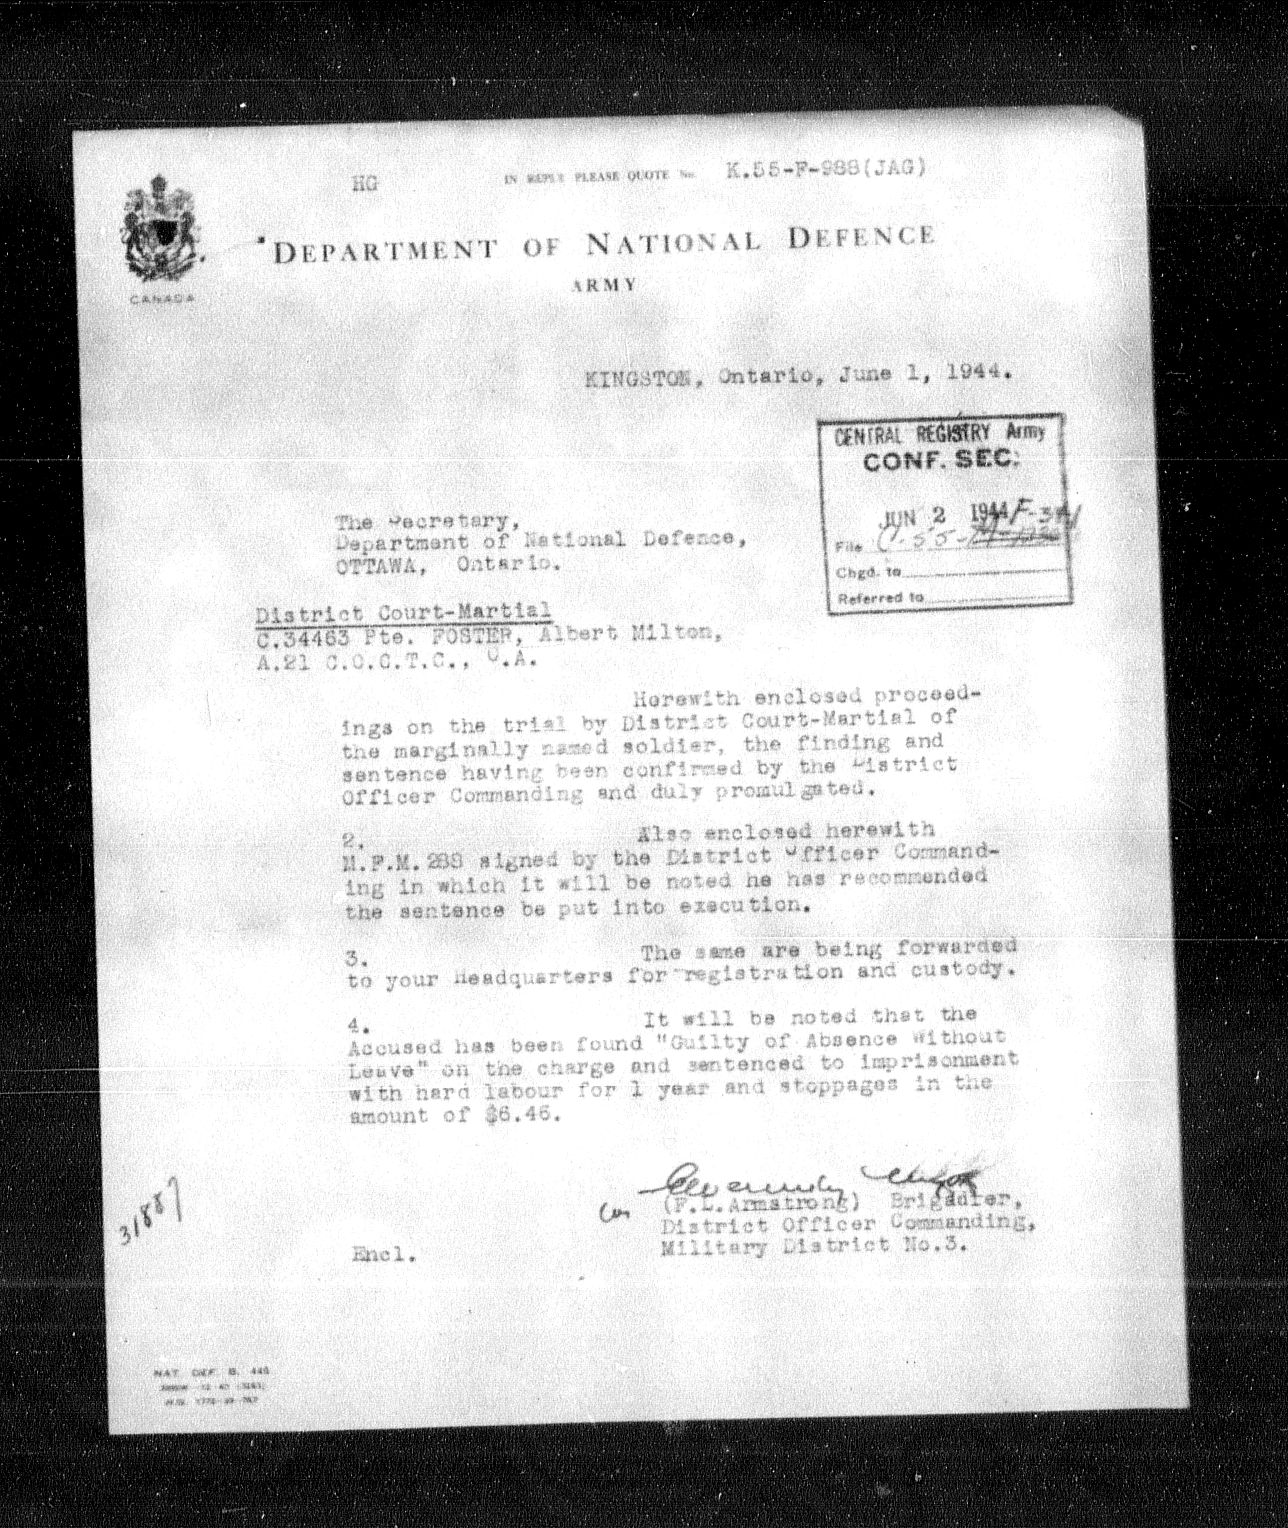 HG IN REPLY PLEASE QUOTE No. K.55-F-988(JAG)
DEPARTMENT OF NATIONAL DEFENCE
ARMY
CANADA
KINGSTON, Ontario, June 1, 1944.
CENTRAL REGISTRY Army
CONF. SEC.
JUN 2 1944
File
Chgd. to
Referred to
The Secretary,
Department of National Defence,
OTTAWA, Ontario.
District Court-Martial
C.34463 Pte. FOSTER, Albert Milton,
A.21 C.O.C.T.C., C.A.
Herewith enclosed proceed-
ings on the trial by District Court-Martial of
the marginally named soldier, the finding and
sentence having been confirmed by the District
Officer Commanding and duly promulgated.
2. Also enclosed herewith
M.F.M. 288 signed by the District Officer Command-
ing in which it will be noted he has recommended
the sentence be put into execution.
3. The same are being forwarded
to your Headquarters for registration and custody.
4. It will be noted that the
Accused has been found "Guilty of Absence Without
Leave" on the charge and sentenced to imprisonment
with hard labour for 1 year and stoppages in the
amount of $6.46.
(F.L.Armstrong) Brigadier,
District Officer Commanding,
Military District No.3.
Encl.
31887
NAT. DEF. B. 445